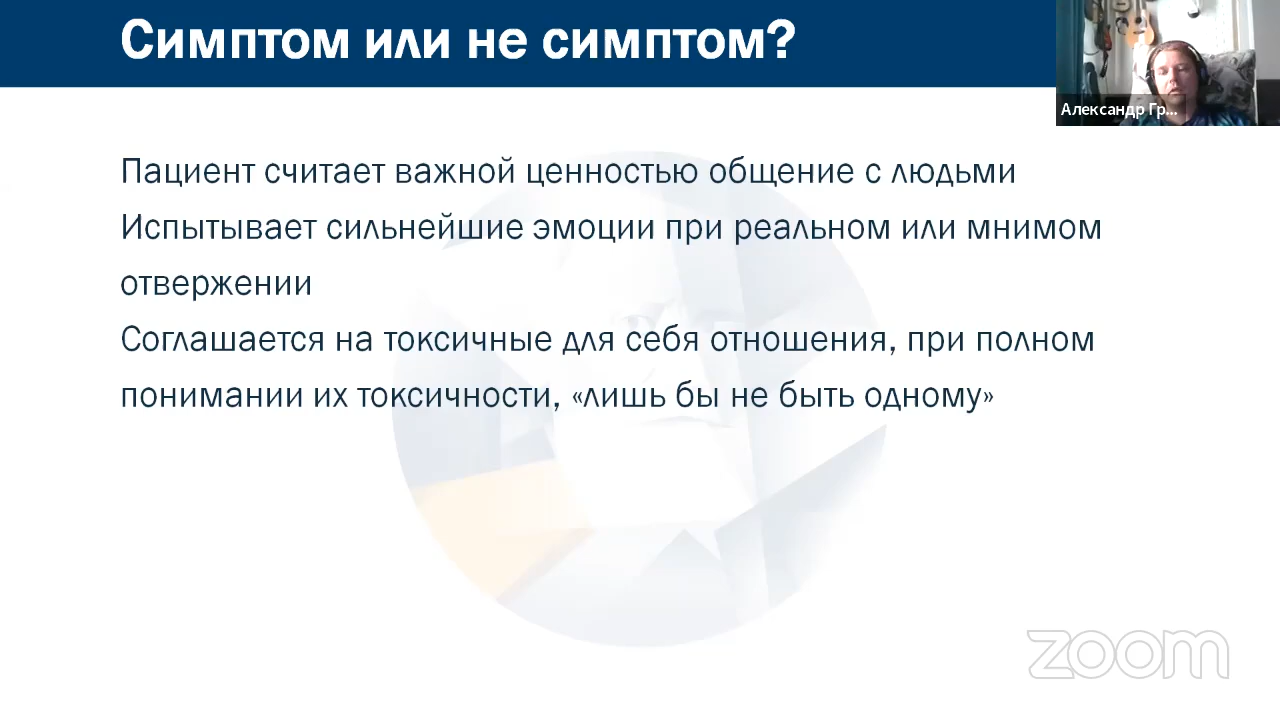 Симптом или не симптом?
Александр Гр...
Пациент считает важной ценностью общение с людьми
Испытывает сильнейшие эмоции при реальном или мнимом
отвержении
Соглашается на токсичные для себя отношения, при полном
понимании их токсичности, «лишь бы не быть одному»
zoom